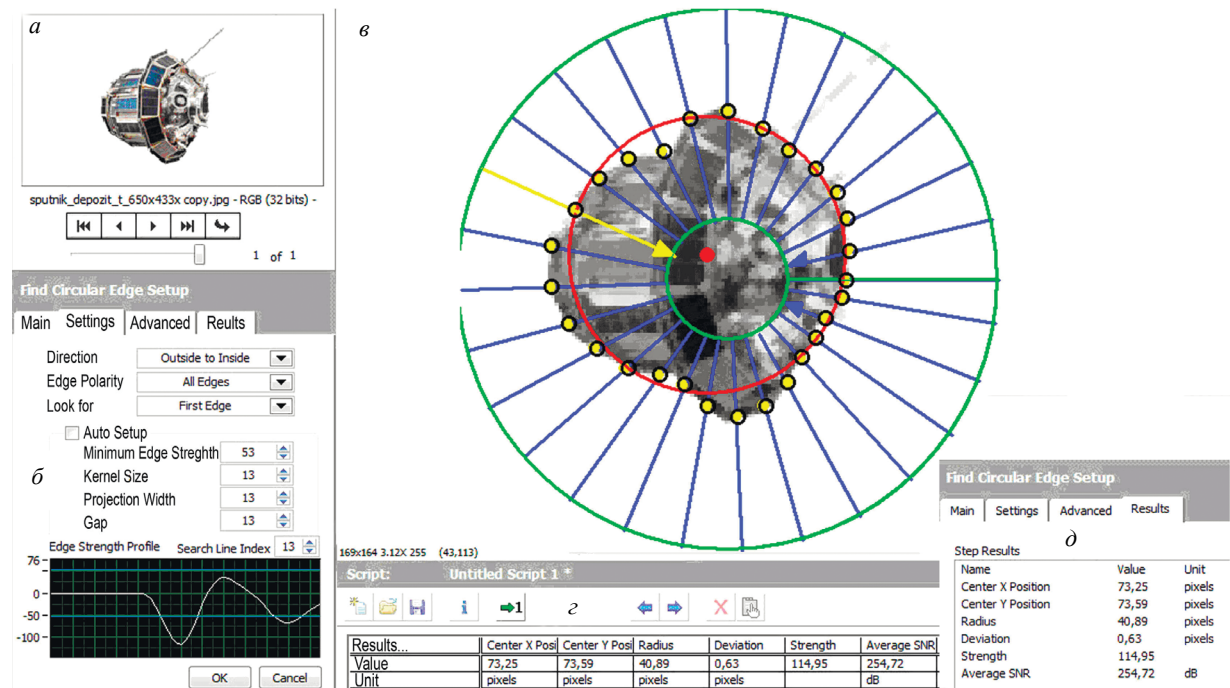 а
sputnik_depozit_t_650x433x copy.jpg - RGB (32 bits) -
1 of 1
Find Circular Edge Setup
Main Settings Advanced Reults
Direction Outside to Inside
Edge Polarity All Edges
Look for First Edge
Auto Setup
Minimum Edge Streghth 53
б
Kernel Size 13
Projection Width 13
Gap 13
Edge Strength Profile Search Line Index 13
76
0
-50
-100
OK Cancel
в
169x164 3.12X 255 (43,113)
Script: Untitled Script 1 *
1
г
Results... Center X Posi Center Y Posi Radius Deviation Strength Average SNR
Value 73,25 73,59 40,89 0,63 114,95 254,72
Unit pixels pixels pixels pixels dB
Find Circular Edge Setup
Main Settings Advanced Results
д
Step Results
Name Value Unit
Center X Position 73,25 pixels
Center Y Position 73,59 pixels
Radius 40,89 pixels
Deviation 0,63 pixels
Strength 114,95
Average SNR 254,72 dB